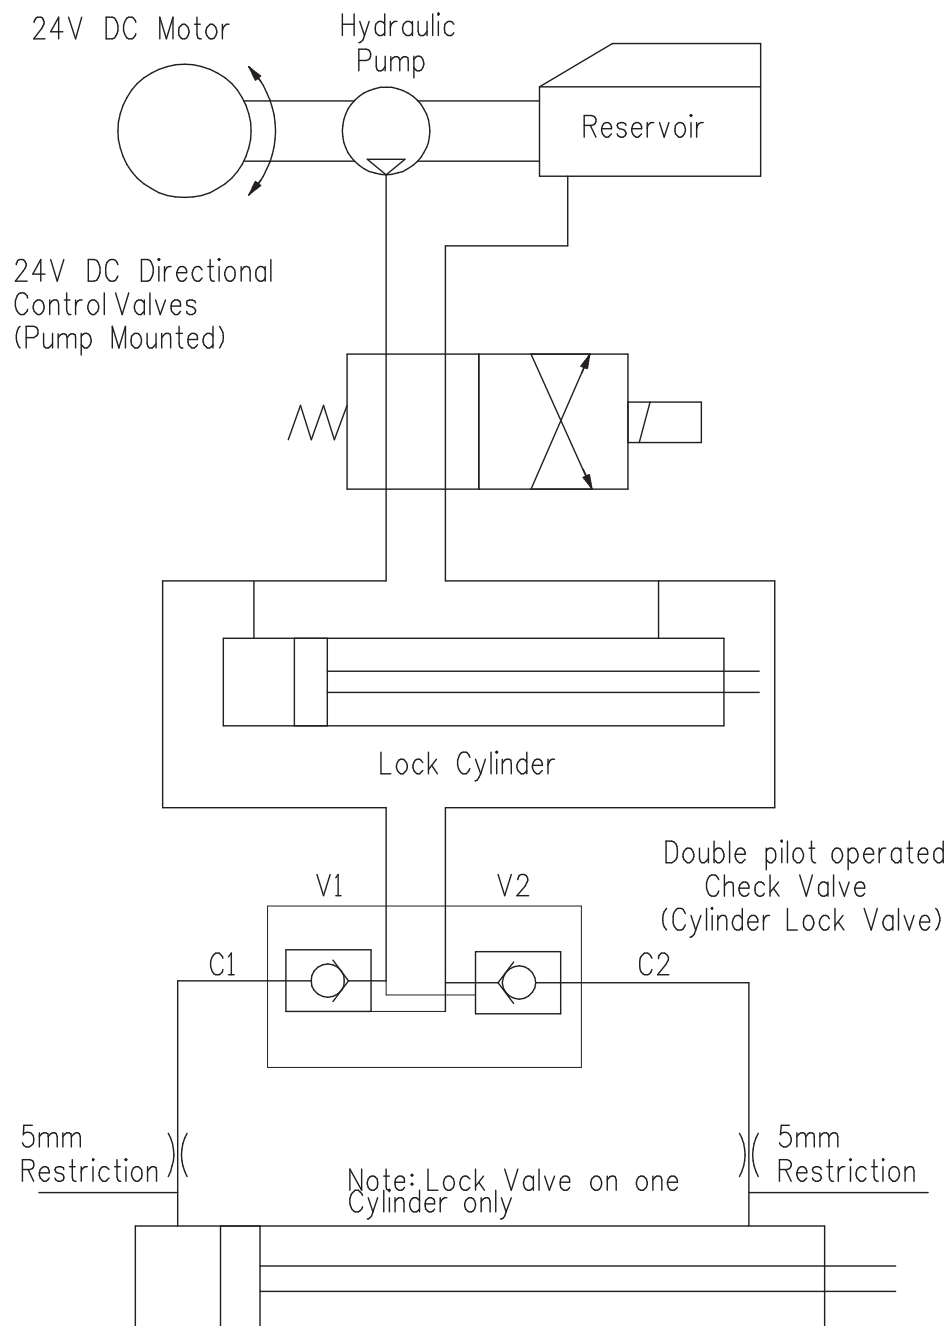 24V DC Motor
Hydraulic
Pump
Reservoir
24V DC Directional
Control Valves
(Pump Mounted)
Lock Cylinder
Double pilot operated
Check Valve
(Cylinder Lock Valve)
V1
V2
C1
C2
5mm
Restriction
5mm
Restriction
Note: Lock Valve on one
Cylinder only